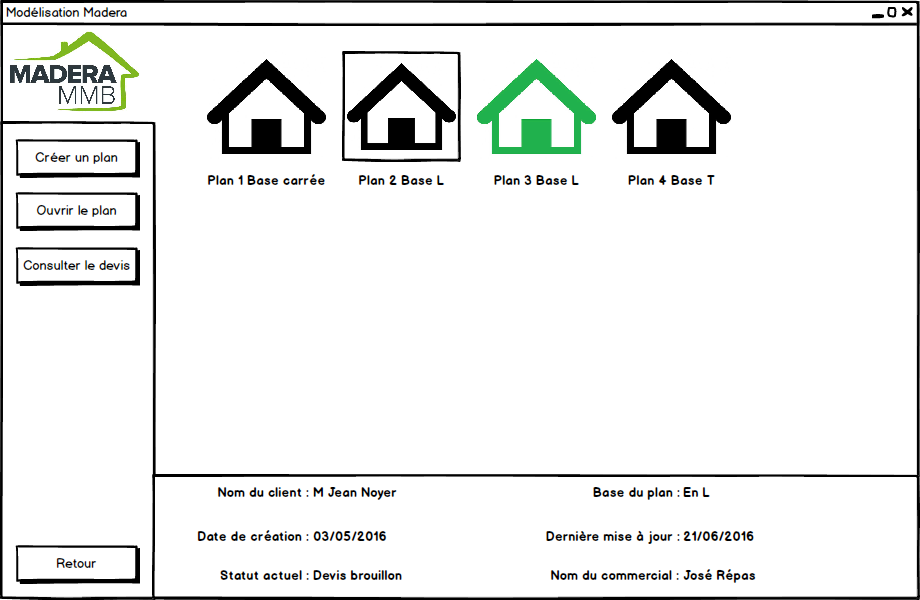 Modélisation Madera
MADERA
MMB
Créer un plan
Ouvrir le plan
Consulter le devis
Retour
Plan 1 Base carrée
Plan 2 Base L
Plan 3 Base L
Plan 4 Base T
Nom du client : M Jean Noyer
Base du plan : En L
Date de création : 03/05/2016
Dernière mise à jour : 21/06/2016
Statut actuel : Devis brouillon
Nom du commercial : José Répas